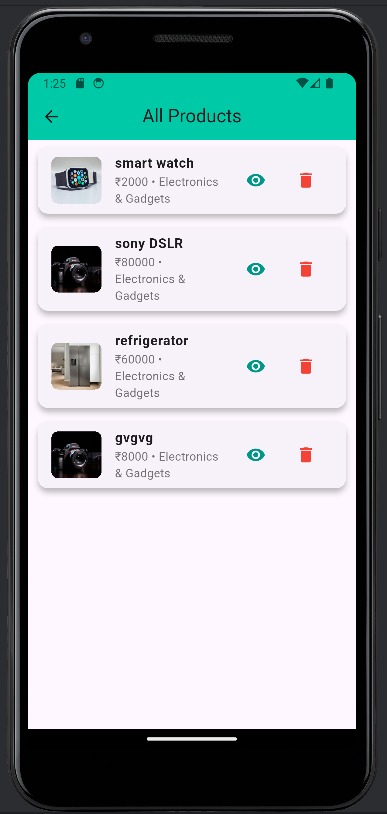 1:25
All Products
smart watch
₹2000 • Electronics
& Gadgets
sony DSLR
₹80000 •
Electronics &
Gadgets
refrigerator
₹60000 •
Electronics &
Gadgets
gvgvg
₹8000 • Electronics
& Gadgets